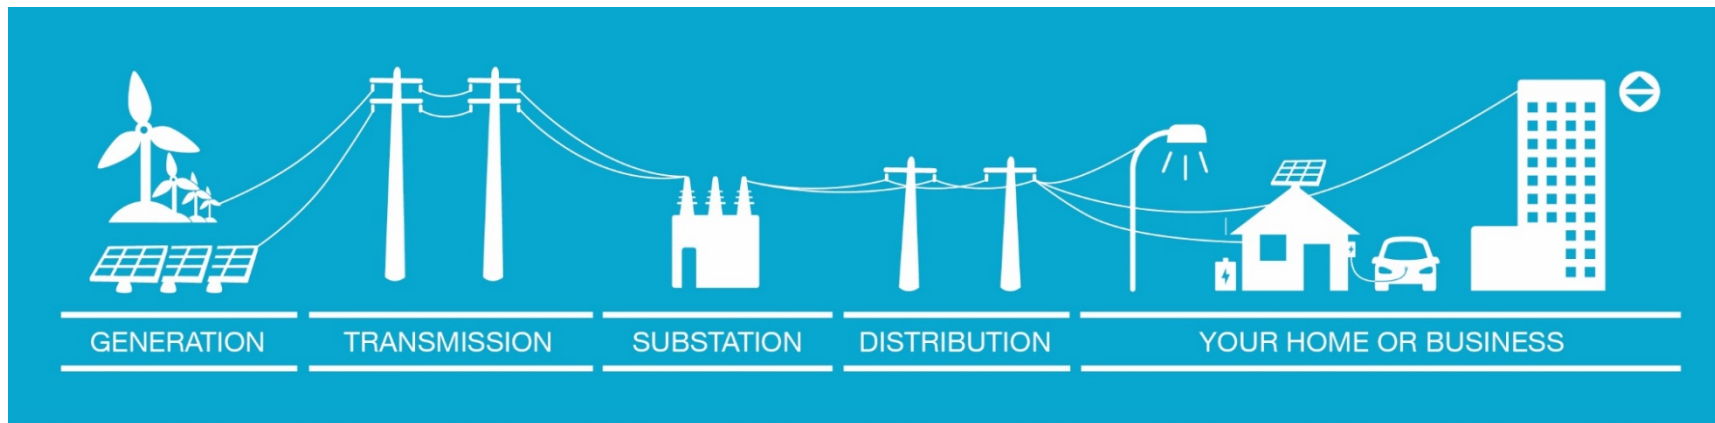 GENERATION
TRANSMISSION
SUBSTATION
DISTRIBUTION
YOUR HOME OR BUSINESS